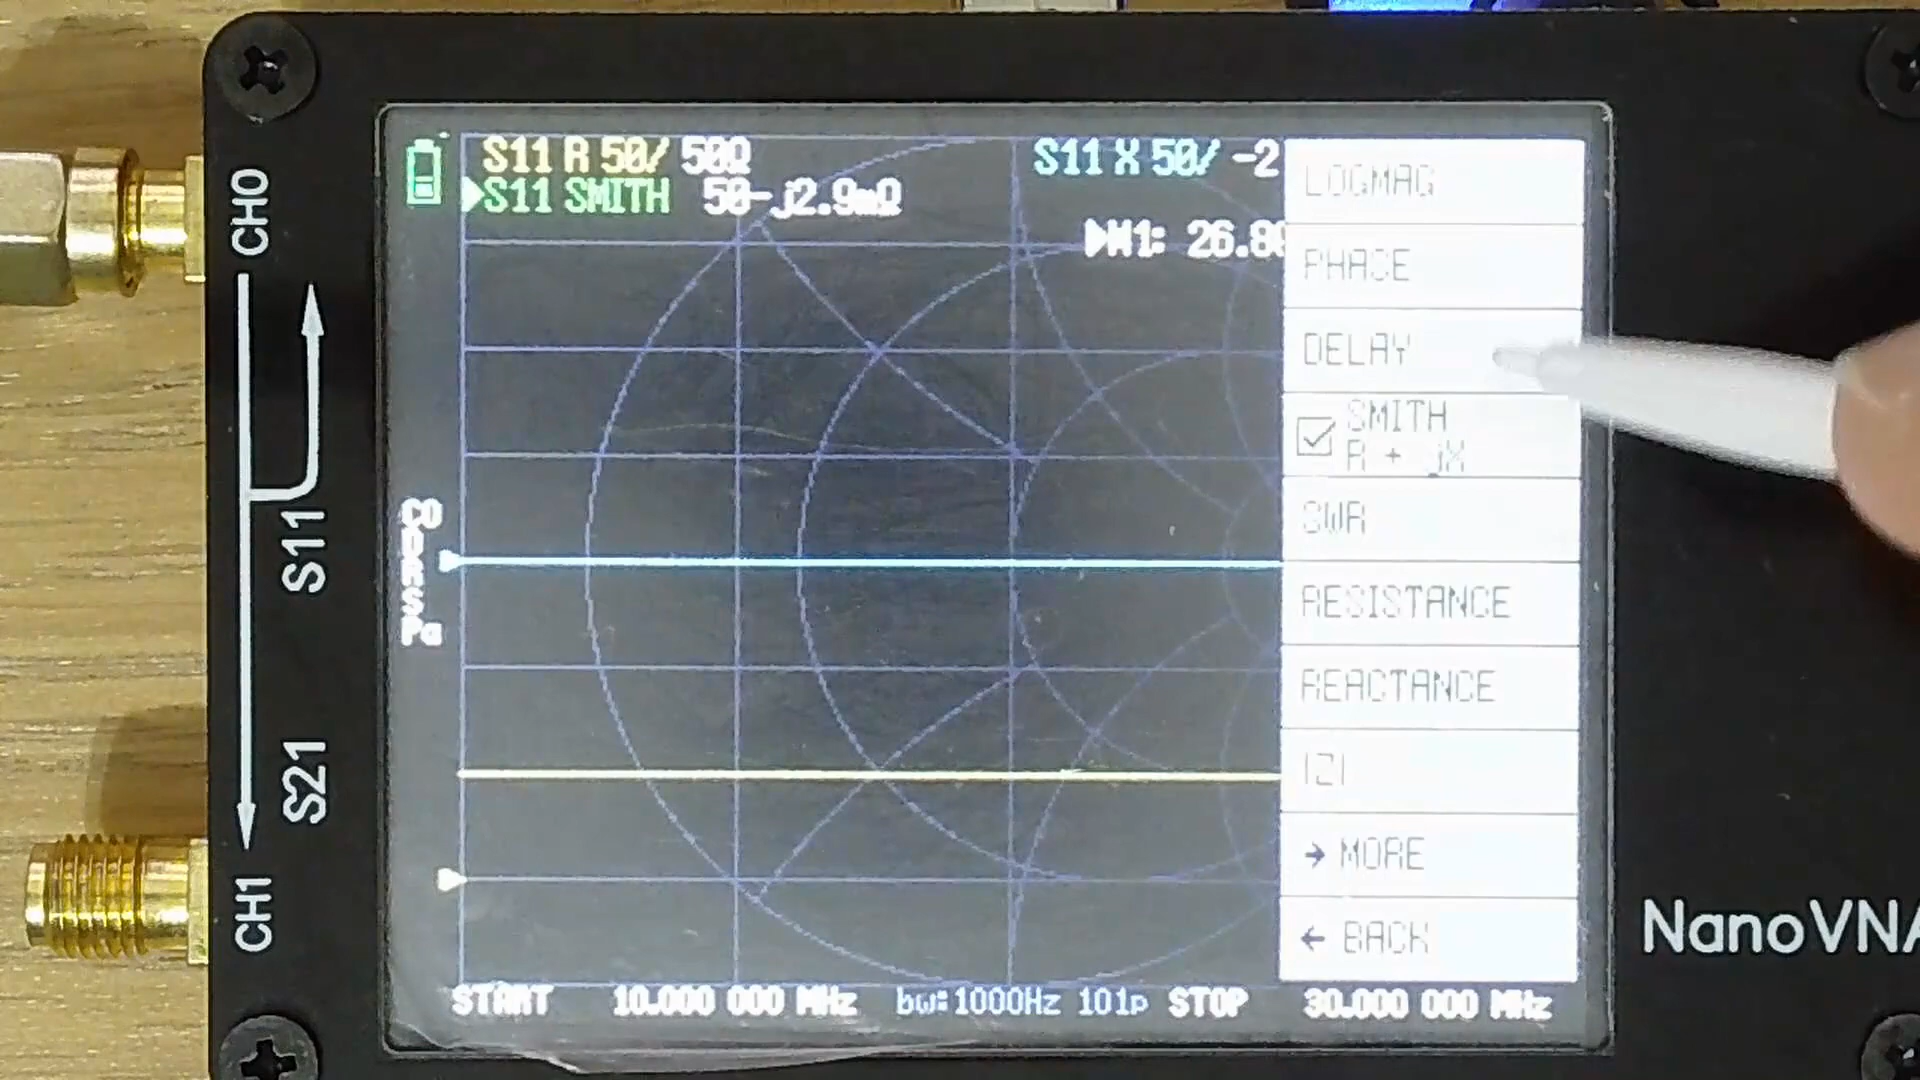 S11 R 50/ 50Ω
S11 X 50/ -2
S11 SMITH 50-j2.9mΩ
M1: 26.80
LOGMAG
PHASE
DELAY
SMITH
R + jX
SWR
RESISTANCE
REACTANCE
|Z|
→ MORE
← BACK
START 10.000 000 MHz bw:1000Hz 101p STOP 30.000 000 MHz
CH0
S11
S21
CH1
NanoVNA